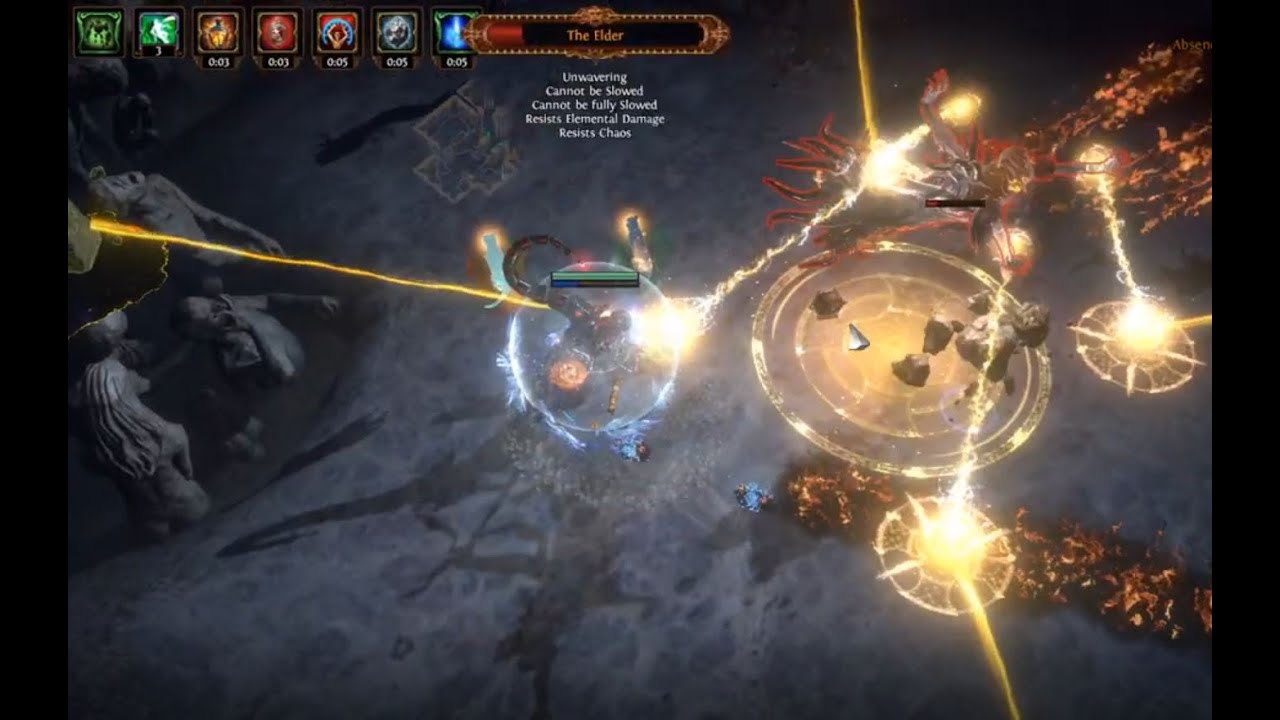 The Elder
3
0:03
0:03
0:05
0:05
0:05
Absen
Unwavering
Cannot be Slowed
Cannot be fully Slowed
Resists Elemental Damage
Resists Chaos